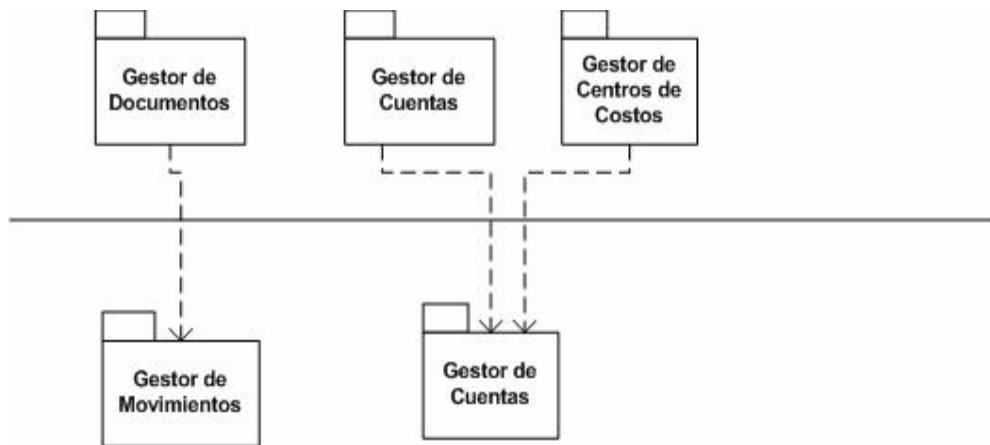 Gestor de
Documentos
Gestor de
Cuentas
Gestor de
Centros de
Costos
Gestor de
Movimientos
Gestor de
Cuentas